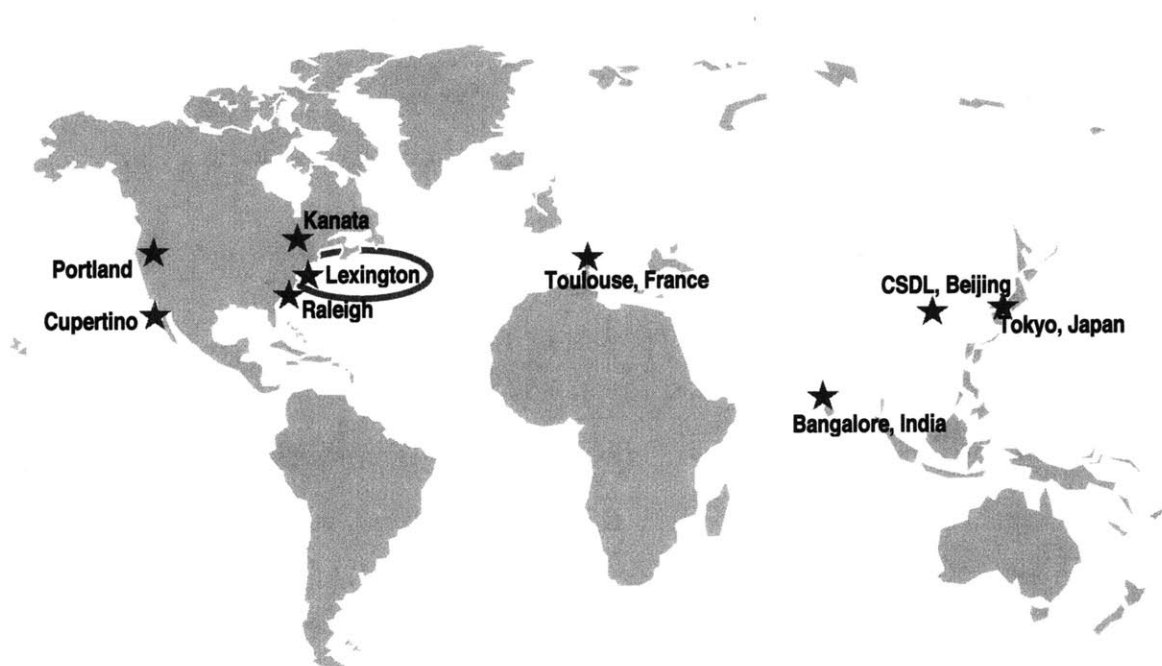 Kanata
Portland
Lexington
Cupertino
Raleigh
Toulouse, France
CSDL, Beijing
Tokyo, Japan
Bangalore, India